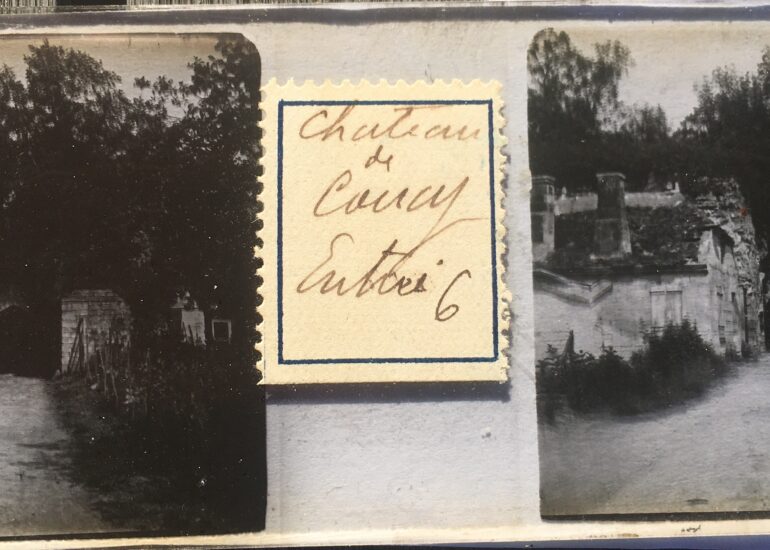 Chateau
de
Coucy
Entrée 6